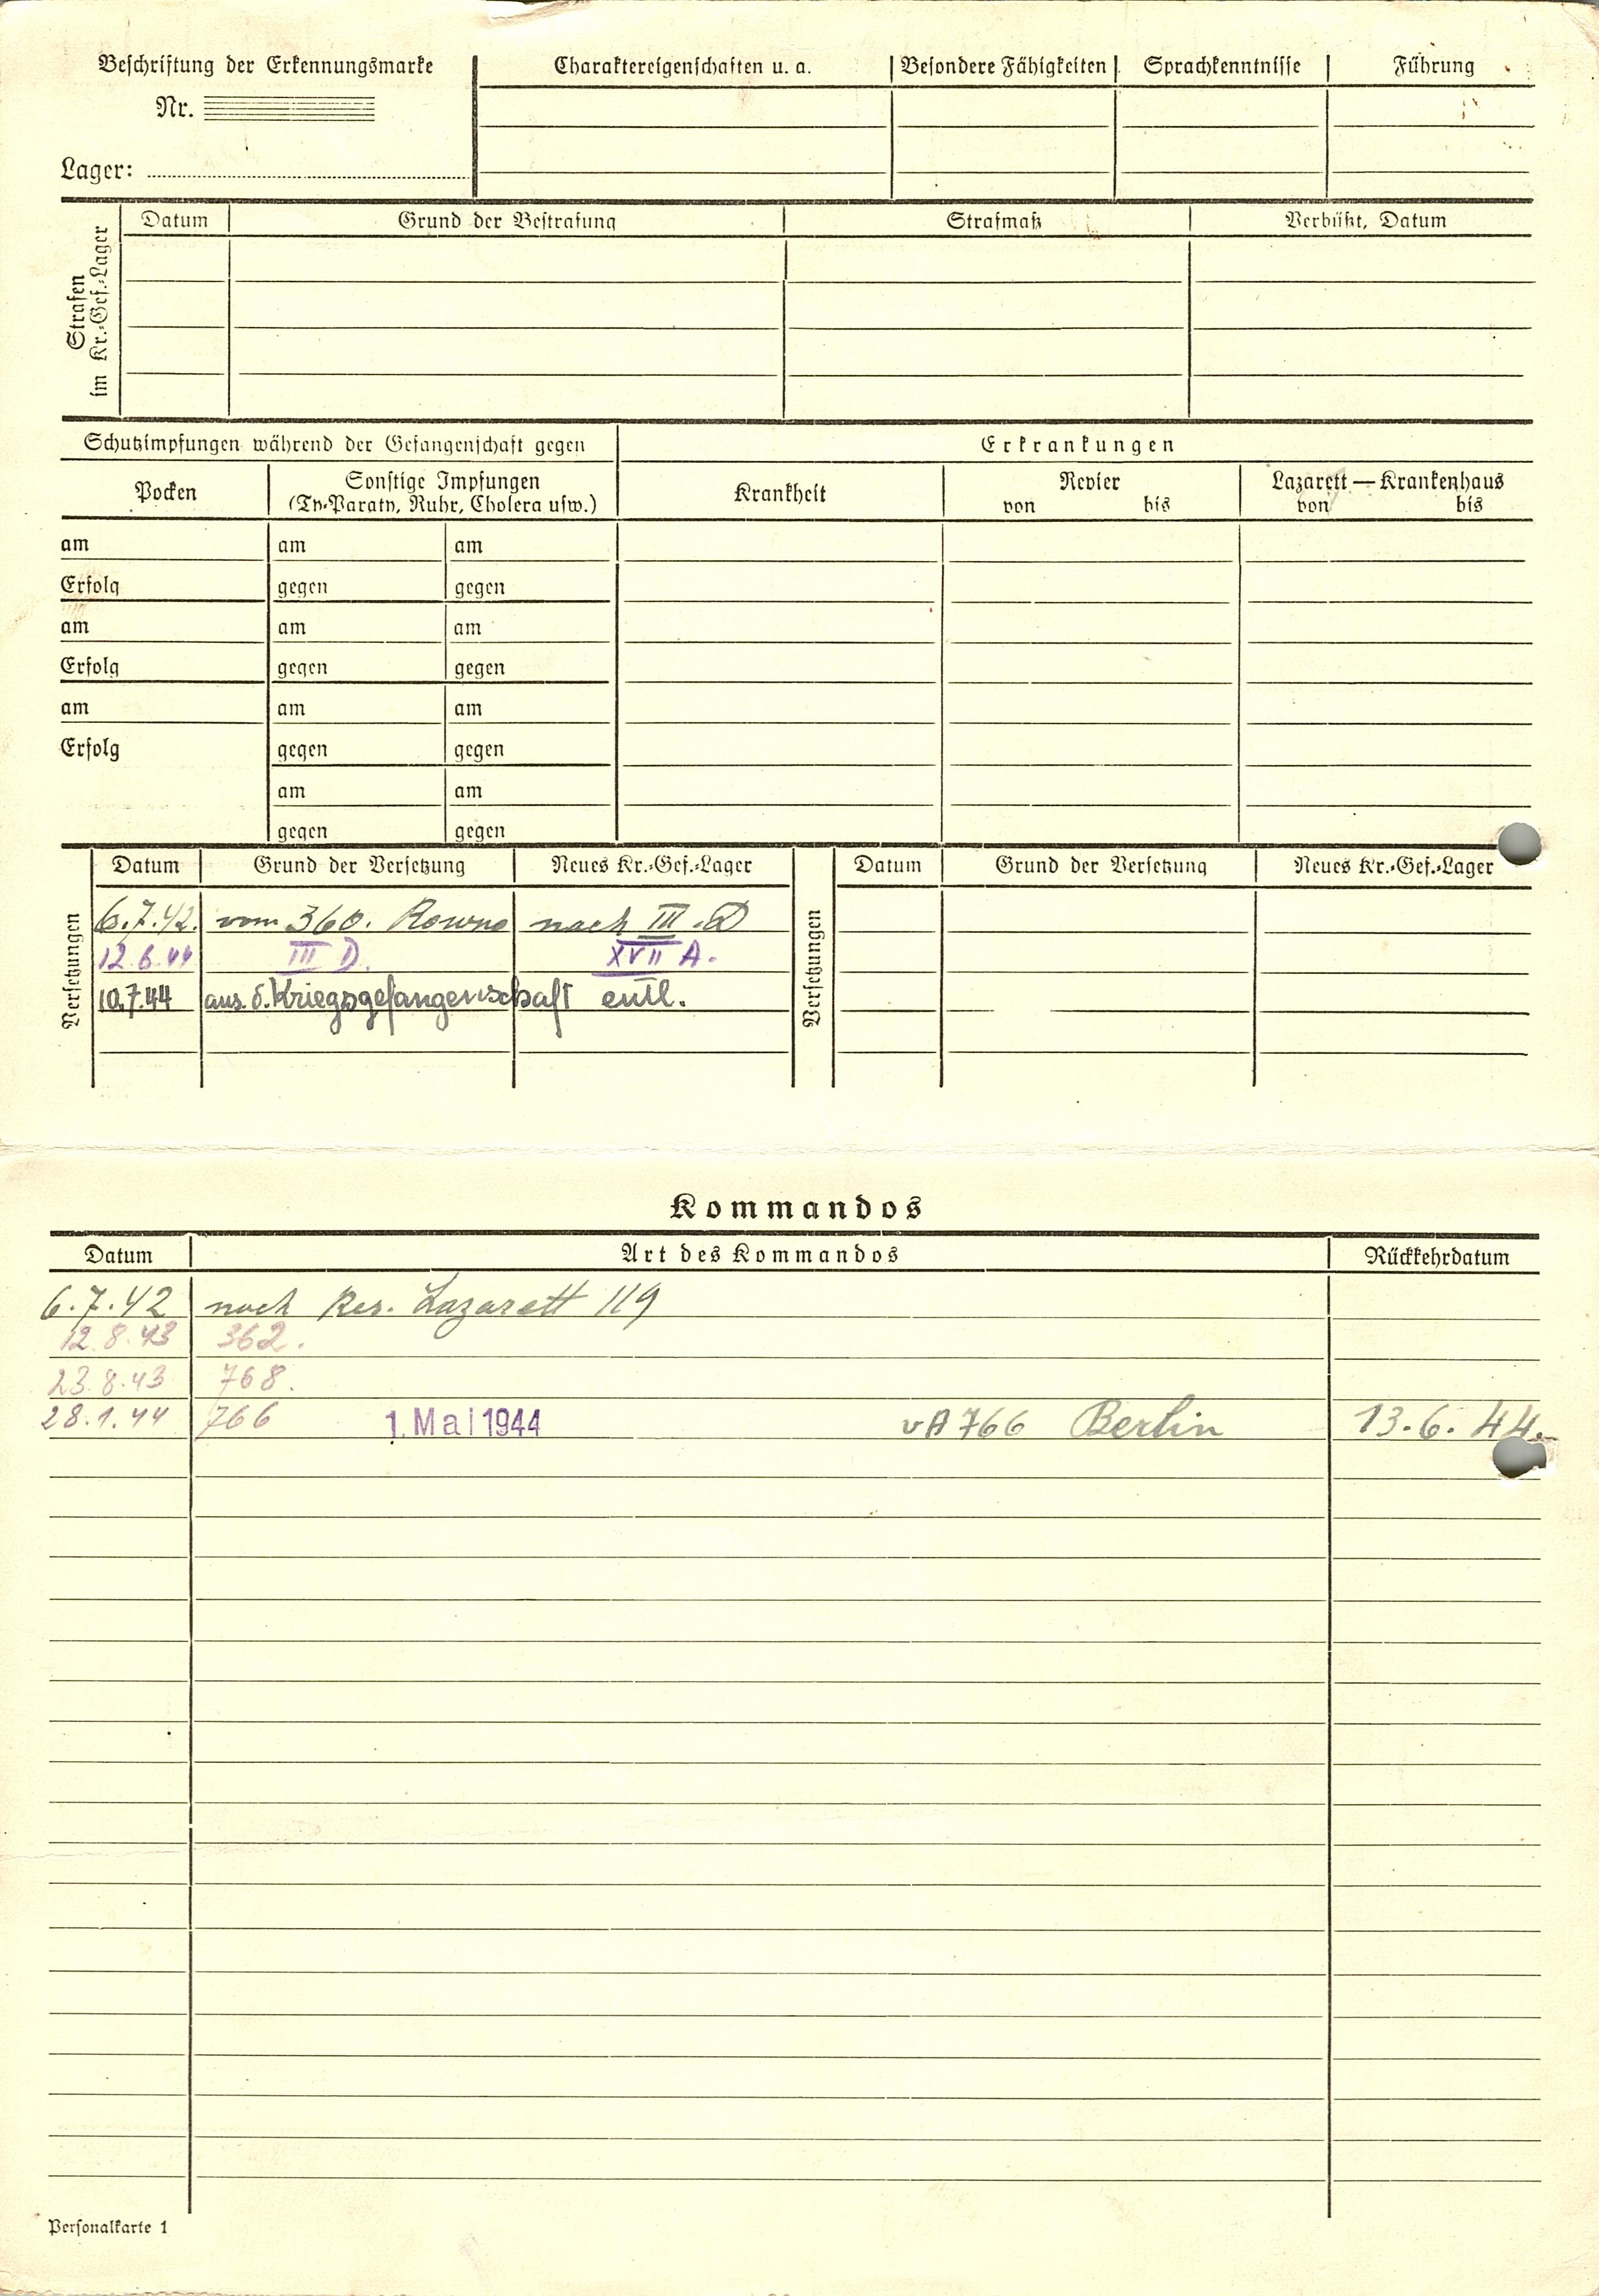 Beschriftung der Erkennungsmarke
Nr.
Lager:
Charaktereigenschaften u. a.
Besondere Fähigkeiten
Sprachkenntnisse
Führung
Strafen
im Kr.-Gef.-Lager
Datum
Grund der Bestrafung
Strafmaß
Verbüßt, Datum
Schutzimpfungen während der Gefangenschaft gegen
Erkrankungen
Pocken
Sonstige Impfungen
(Ty-Paraty, Ruhr, Cholera usw.)
Krankheit
Revier
von bis
Lazarett — Krankenhaus
von bis
am am am
Erfolg gegen gegen
am am am
Erfolg gegen gegen
am am am
Erfolg gegen gegen
am am
gegen gegen
Versetzungen
Datum Grund der Versetzung Neues Kr.-Gef.-Lager
6.7.42. vom 360. Rowno nach III.D
12.6.44 III D. XVII A.
10.7.44 aus d. Kriegsgefangenschaft entl.
Versetzungen
Datum Grund der Versetzung Neues Kr.-Gef.-Lager
Kommandos
Datum Art des Kommandos Rückkehrdatum
6.7.42 nach Res. Lazarett 119
12.8.43 362.
23.8.43 768.
28.1.44 766 1. Mai 1944 v A 766 Berlin 13.6.44.
Personalkarte 1